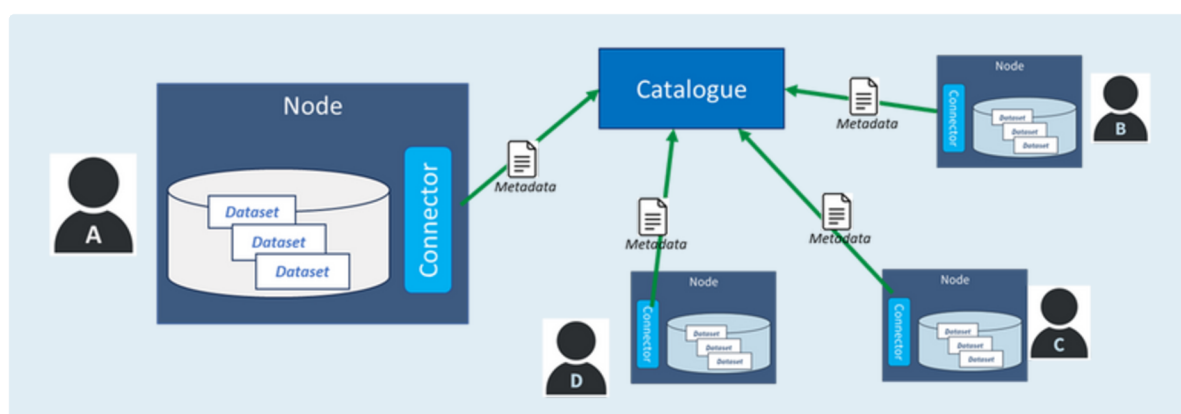 Node
Connector
Dataset
Dataset
Dataset
A
Metadata
Catalogue
Metadata
Node
Connector
Dataset
Dataset
Dataset
B
Metadata
Node
Connector
Dataset
Dataset
Dataset
D
Metadata
Node
Connector
Dataset
Dataset
Dataset
C